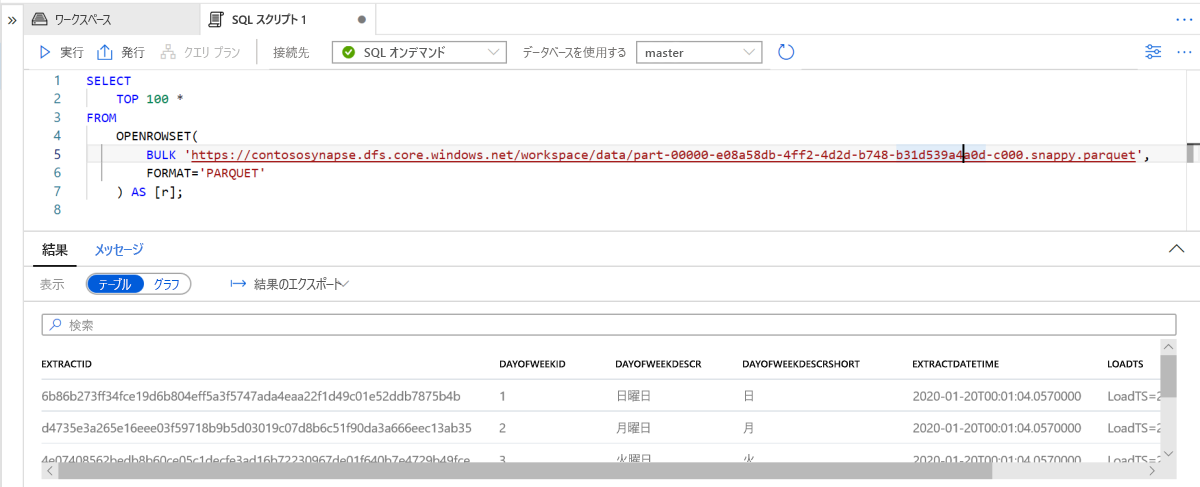 ワークスペース SQL スクリプト 1
実行 発行 クエリ プラン 接続先 SQL オンデマンド データベースを使用する master
1 SELECT
2 TOP 100 *
3 FROM
4 OPENROWSET(
5 BULK 'https://contososynapse.dfs.core.windows.net/workspace/data/part-00000-e08a58db-4ff2-4d2d-b748-b31d539a4a0d-c000.snappy.parquet',
6 FORMAT='PARQUET'
7 ) AS [r];
8
結果 メッセージ
表示 テーブル グラフ 結果のエクスポート
検索
EXTRACTID DAYOFWEEKID DAYOFWEEKDESCR DAYOFWEEKDESCRSHORT EXTRACTDATETIME LOADTS
6b86b273ff34fce19d6b804eff5a3f5747ada4eaa22f1d49c01e52ddb7875b4b 1 日曜日 日 2020-01-20T00:01:04.0570000 LoadTS=2
d4735e3a265e16eee03f59718b9b5d03019c07d8b6c51f90da3a666eec13ab35 2 月曜日 月 2020-01-20T00:01:04.0570000 LoadTS=2
4e07408562bedb8b60ce05c1decfe3ad16b72230967de01f640b7e4729b49fce 3 火曜日 火 2020-01-20T00:01:04.0570000 LoadTS=2